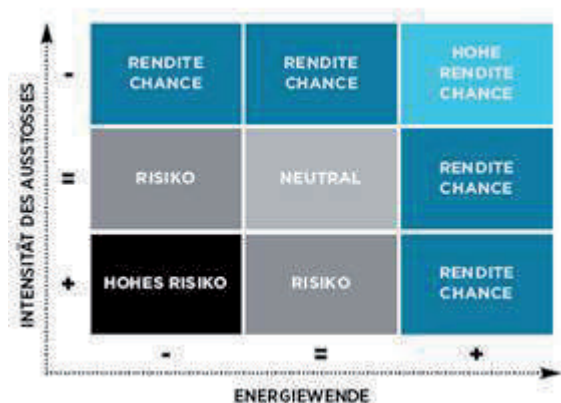 INTENSITÄT DES AUSSTOSSES
-
RENDITE
CHANCE
RENDITE
CHANCE
HOHE
RENDITE
CHANCE
=
RISIKO
NEUTRAL
RENDITE
CHANCE
+
HOHES RISIKO
RISIKO
RENDITE
CHANCE
-
=
+
ENERGIEWENDE